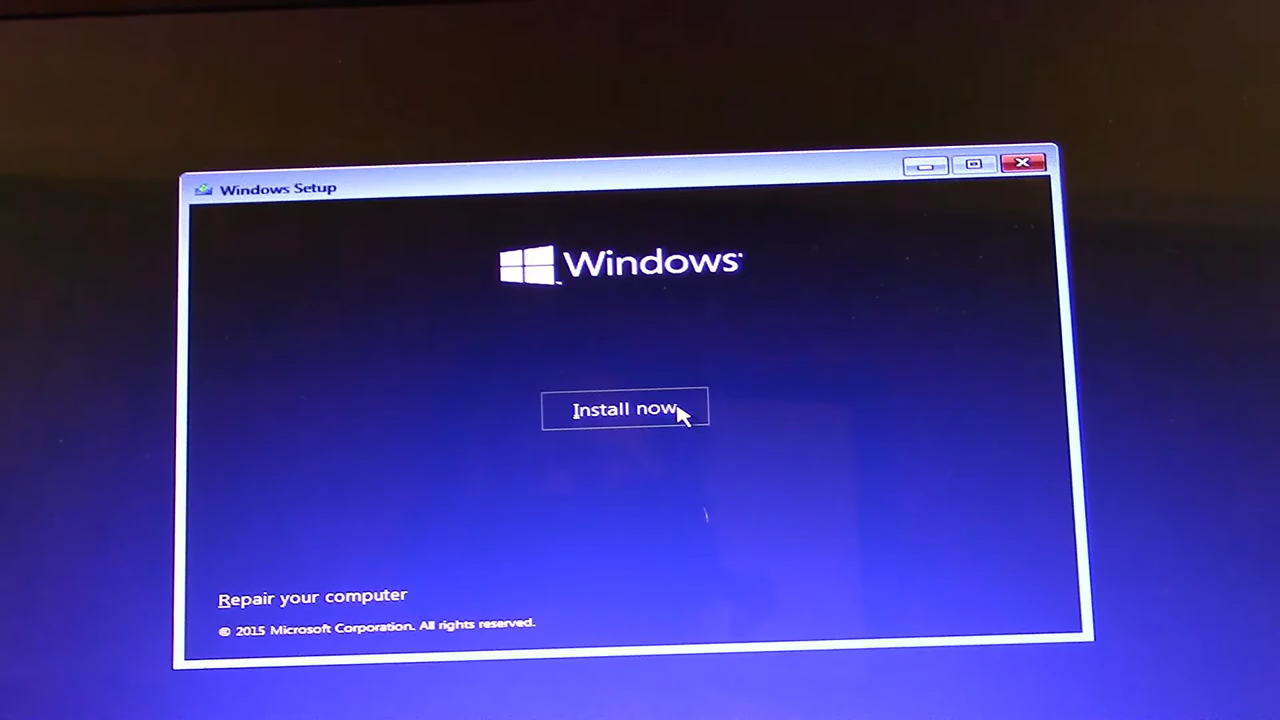 Windows Setup
Windows
Install now
Repair your computer
© 2015 Microsoft Corporation. All rights reserved.